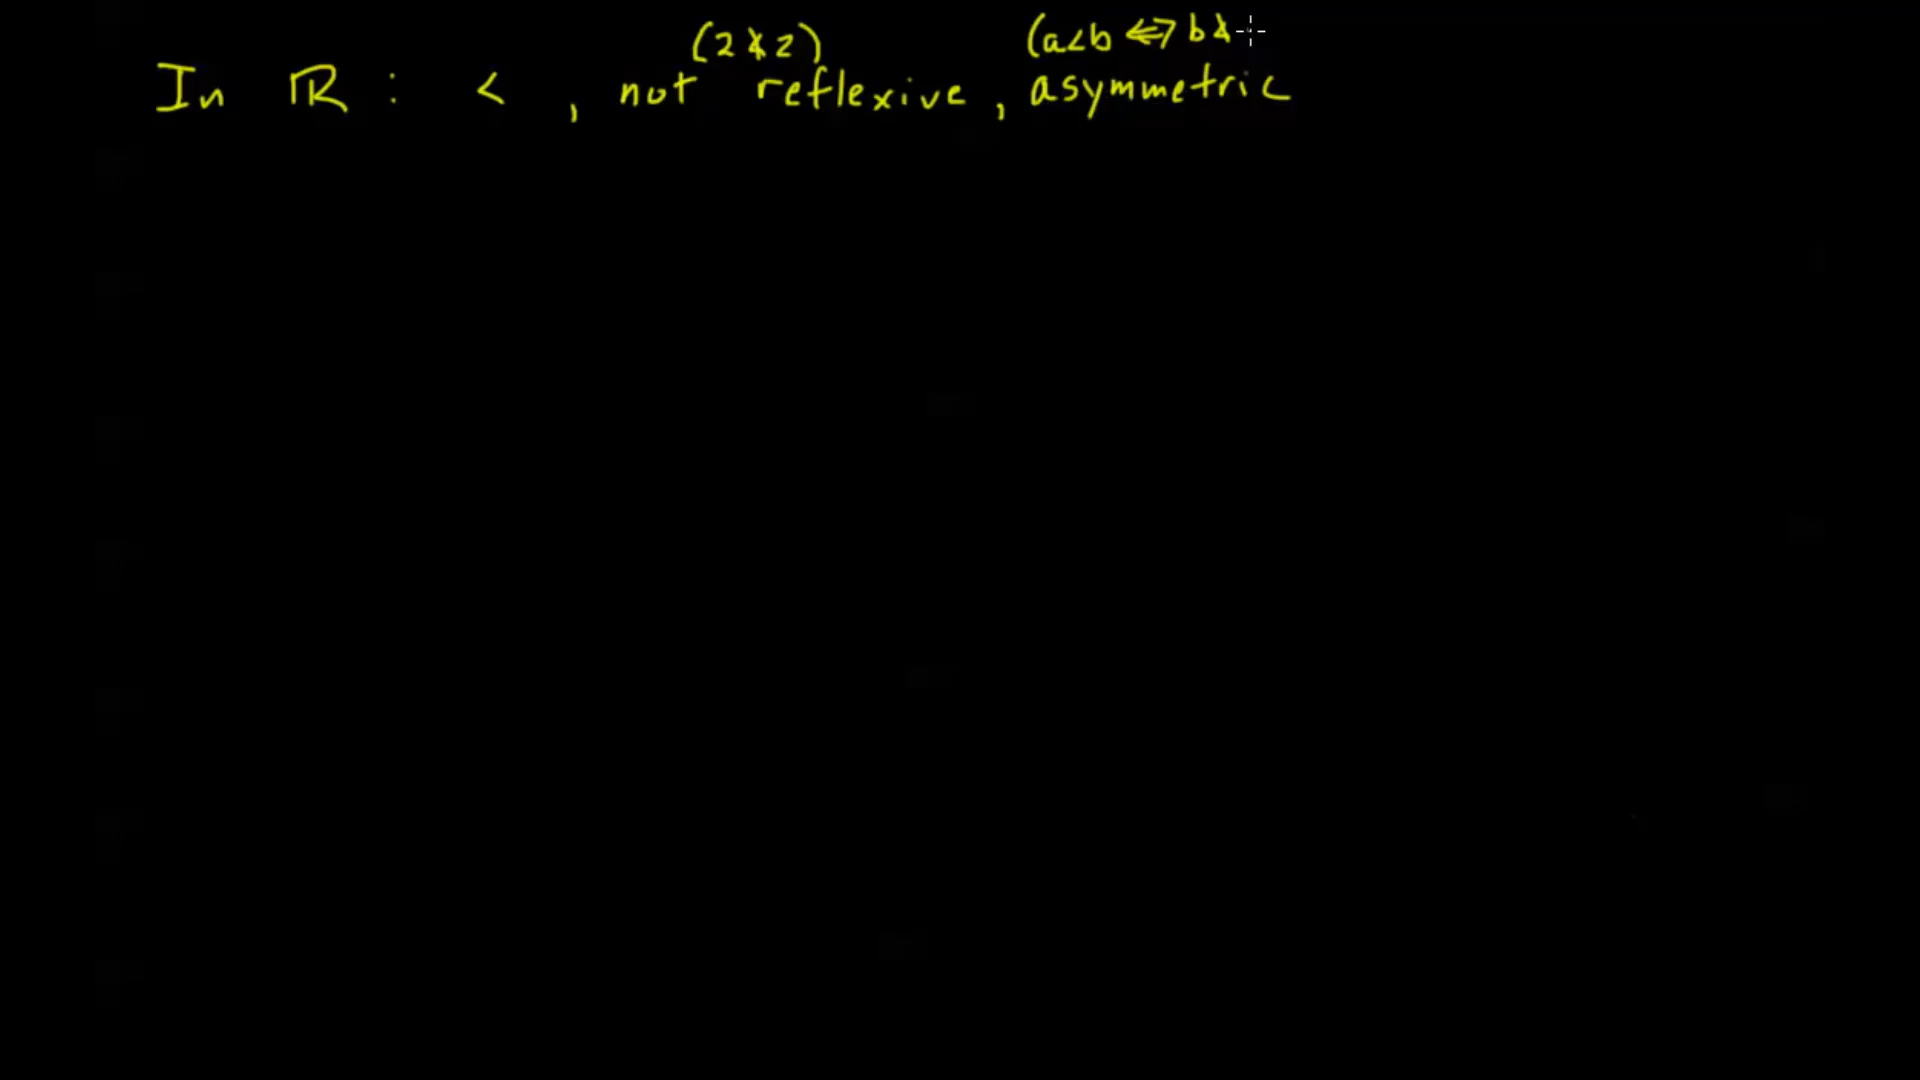 (2 ≮ 2) (a<b ⟺ b ≮
In ℝ : < , not reflexive , asymmetric